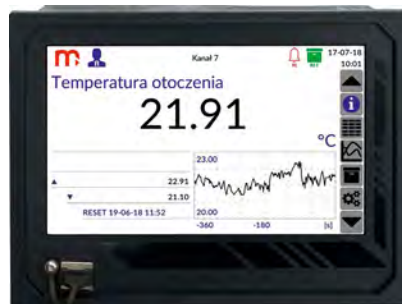 m
Kanał 7
17-07-18
10:01
Temperatura otoczenia
21.91
°C
23.00
22.91
21.10
RESET 19-06-18 11:52
20.00
-360 -180 [s]